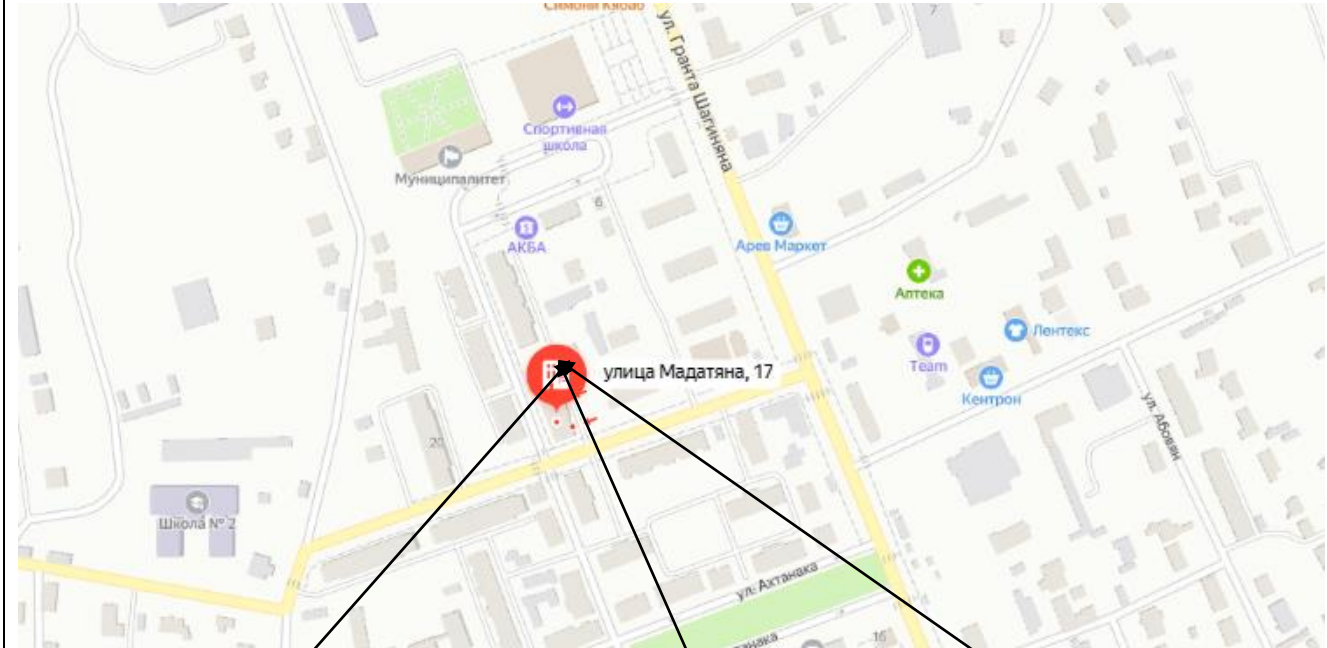 Симони Кябаб
ул. Гранта Шагиняна
7
Спортивная
школа
Муниципалитет
6
АКБА
Арев Маркет
Аптека
Лентекс
Team
Кентрон
улица Мадатяна, 17
ул. Абовян
20
Школа № 2
ул. Ахтанака
16